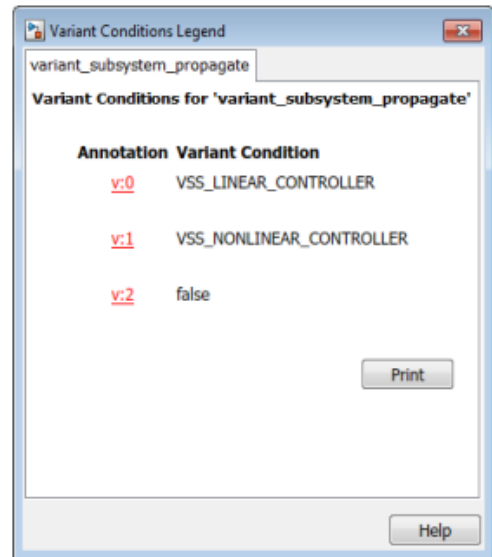 Variant Conditions Legend
variant_subsystem_propagate
Variant Conditions for 'variant_subsystem_propagate'
Annotation Variant Condition
v:0 VSS_LINEAR_CONTROLLER
v:1 VSS_NONLINEAR_CONTROLLER
v:2 false
Print
Help